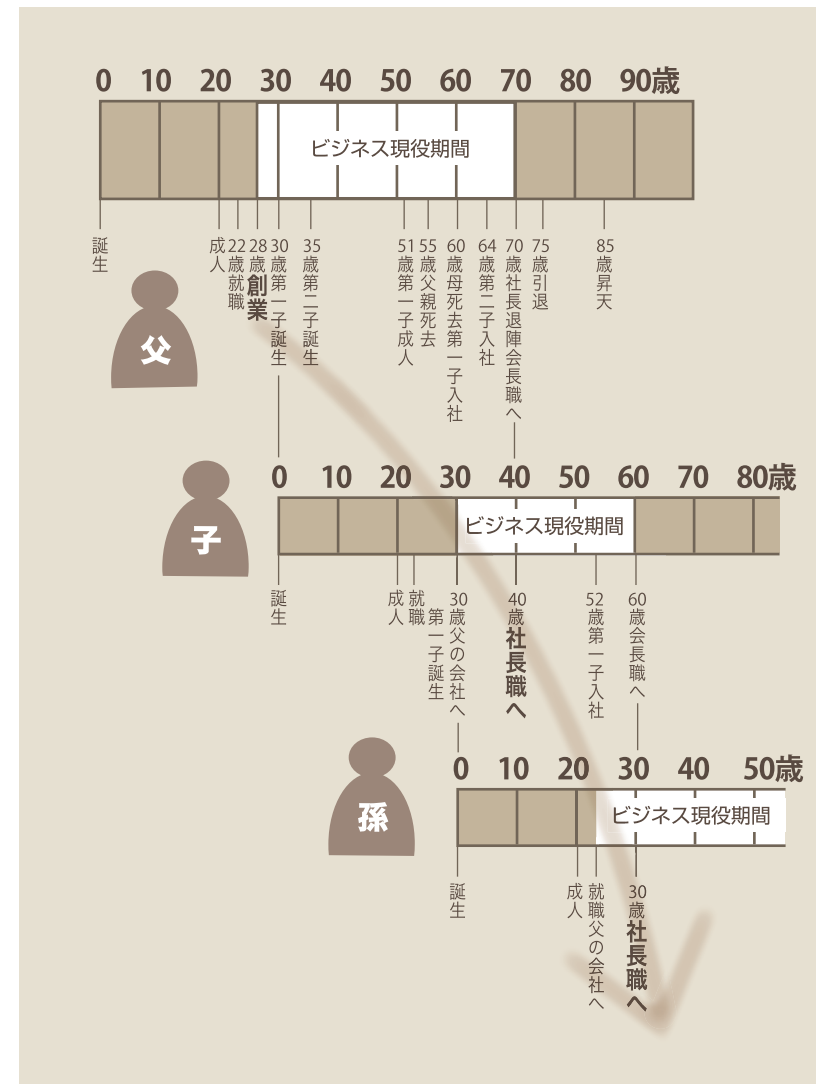 0 10 20 30 40 50 60 70 80 90歳
ビジネス現役期間
誕生
成人
22歳就職
28歳創業
30歳第一子誕生
35歳第二子誕生
51歳第一子成人
55歳父親死去
60歳母死去第一子入社
64歳第二子入社
70歳社長退陣会長職へ
75歳引退
85歳昇天
父
0 10 20 30 40 50 60 70 80歳
ビジネス現役期間
子
誕生
成人
就職
第一子誕生
30歳父の会社へ
40歳社長職へ
52歳第一子入社
60歳会長職へ
0 10 20 30 40 50歳
ビジネス現役期間
孫
誕生
成人
就職父の会社へ
30歳社長職へ